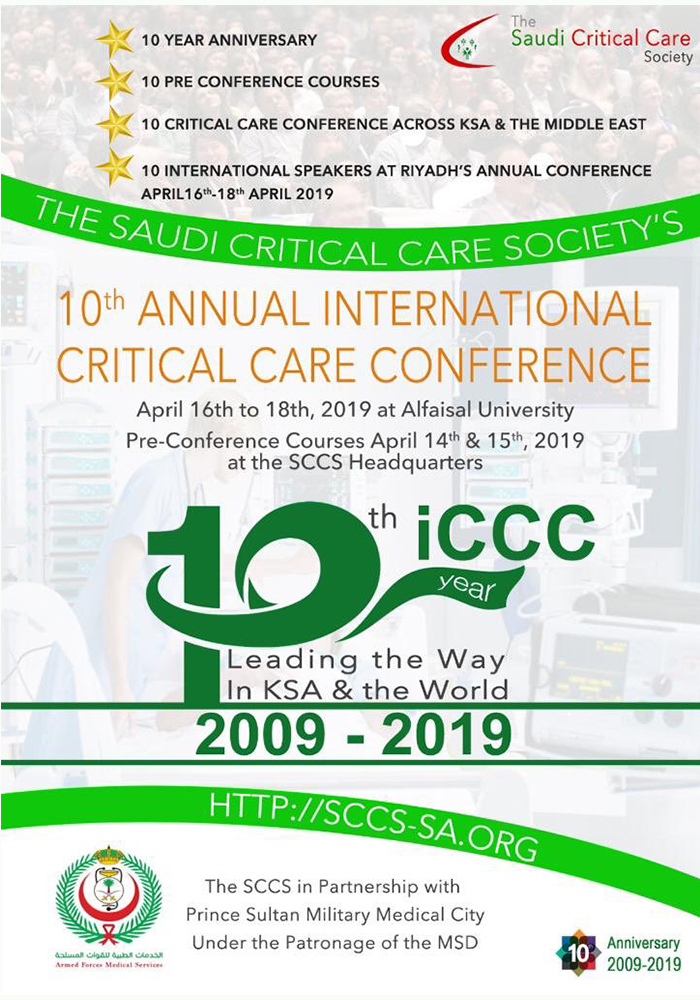 The
Saudi Critical Care
Society
10 YEAR ANNIVERSARY
10 PRE CONFERENCE COURSES
10 CRITICAL CARE CONFERENCE ACROSS KSA & THE MIDDLE EAST
10 INTERNATIONAL SPEAKERS AT RIYADH'S ANNUAL CONFERENCE
APRIL16th-18th APRIL 2019
THE SAUDI CRITICAL CARE SOCIETY'S
10th ANNUAL INTERNATIONAL
CRITICAL CARE CONFERENCE
April 16th to 18th, 2019 at Alfaisal University
Pre-Conference Courses April 14th & 15th, 2019
at the SCCS Headquarters
10th iCCC
year
Leading the Way
In KSA & the World
2009 - 2019
HTTP://SCCS-SA.ORG
The SCCS in Partnership with
Prince Sultan Military Medical City
Under the Patronage of the MSD
الخدمات الطبية للقوات المسلحة
Armed Forces Medical Services
10
Anniversary
2009-2019